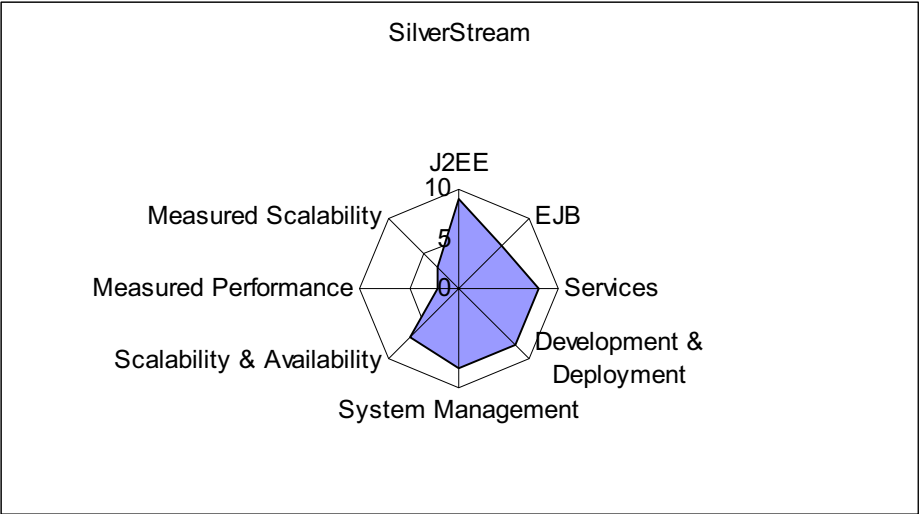 SilverStream
J2EE
10
Measured Scalability
EJB
5
Measured Performance
0
Services
Development &
Deployment
Scalability & Availability
System Management